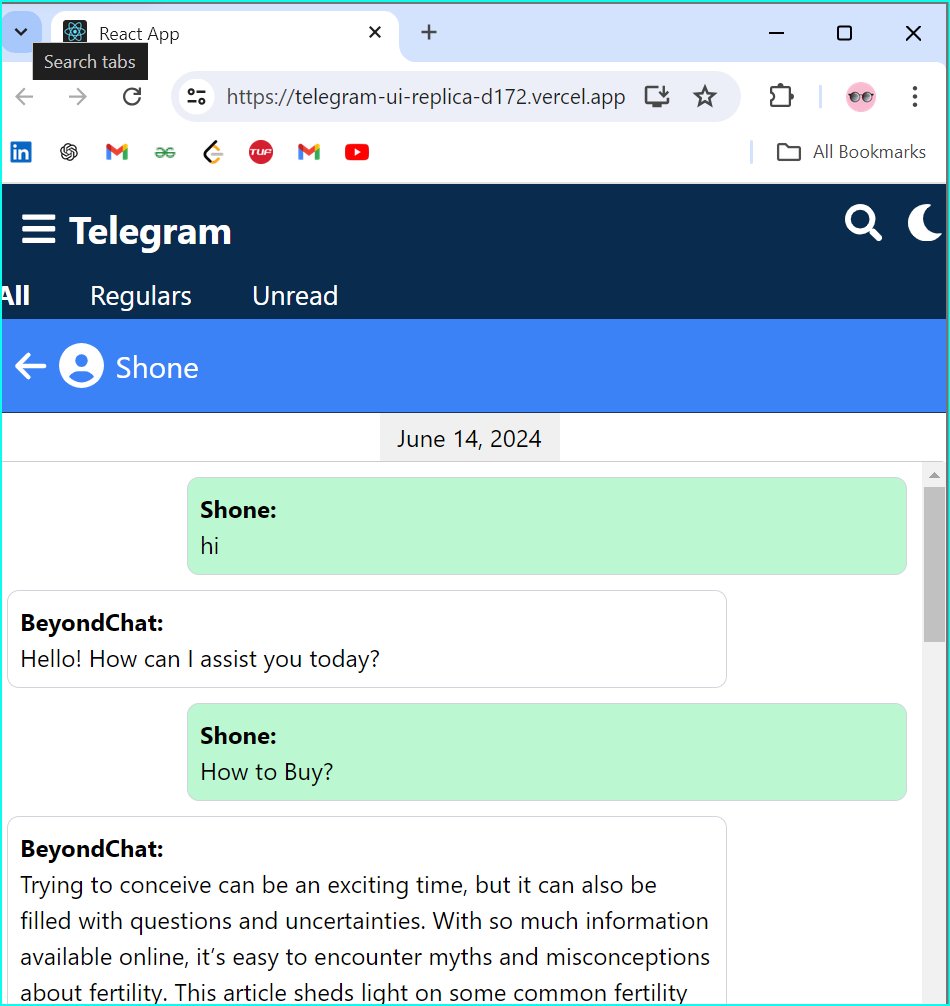 React App
Search tabs
https://telegram-ui-replica-d172.vercel.app
in
TUF
All Bookmarks
Telegram
All
Regulars
Unread
Shone
June 14, 2024
Shone:
hi
BeyondChat:
Hello! How can I assist you today?
Shone:
How to Buy?
BeyondChat:
Trying to conceive can be an exciting time, but it can also be
filled with questions and uncertainties. With so much information
available online, it’s easy to encounter myths and misconceptions
about fertility. This article sheds light on some common fertility